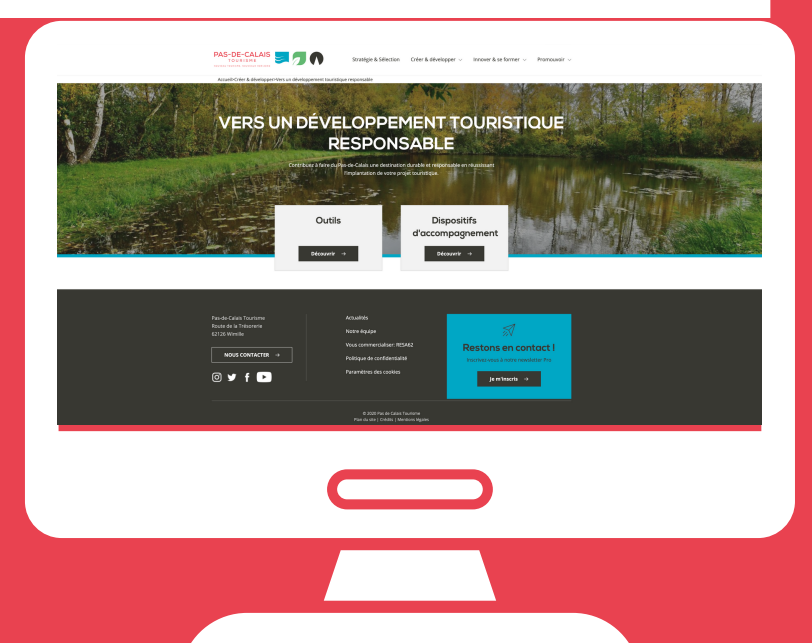 PAS-DE-CALAIS
TOURISME
Stratégie & Sélection
Créer & développer
Innover & se former
Promouvoir
Accueil>Créer & développer>Vers un développement touristique responsable
VERS UN DÉVELOPPEMENT TOURISTIQUE
RESPONSABLE
Contribuez à faire du Pas-de-Calais une destination durable et responsable en réussissant
l'implantation de votre projet touristique.
Outils
Découvrir →
Dispositifs
d'accompagnement
Découvrir →
Pas-de-Calais Tourisme
Route de la Trésorerie
62126 Wimille
NOUS CONTACTER →
Actualités
Notre équipe
Vous commercialiser: RESA62
Politique de confidentialité
Paramètres des cookies
Restons en contact !
Inscrivez-vous à notre newsletter Pro
Je m'inscris →
© 2020 Pas de Calais Tourisme
Plan du site | Crédits | Mentions légales